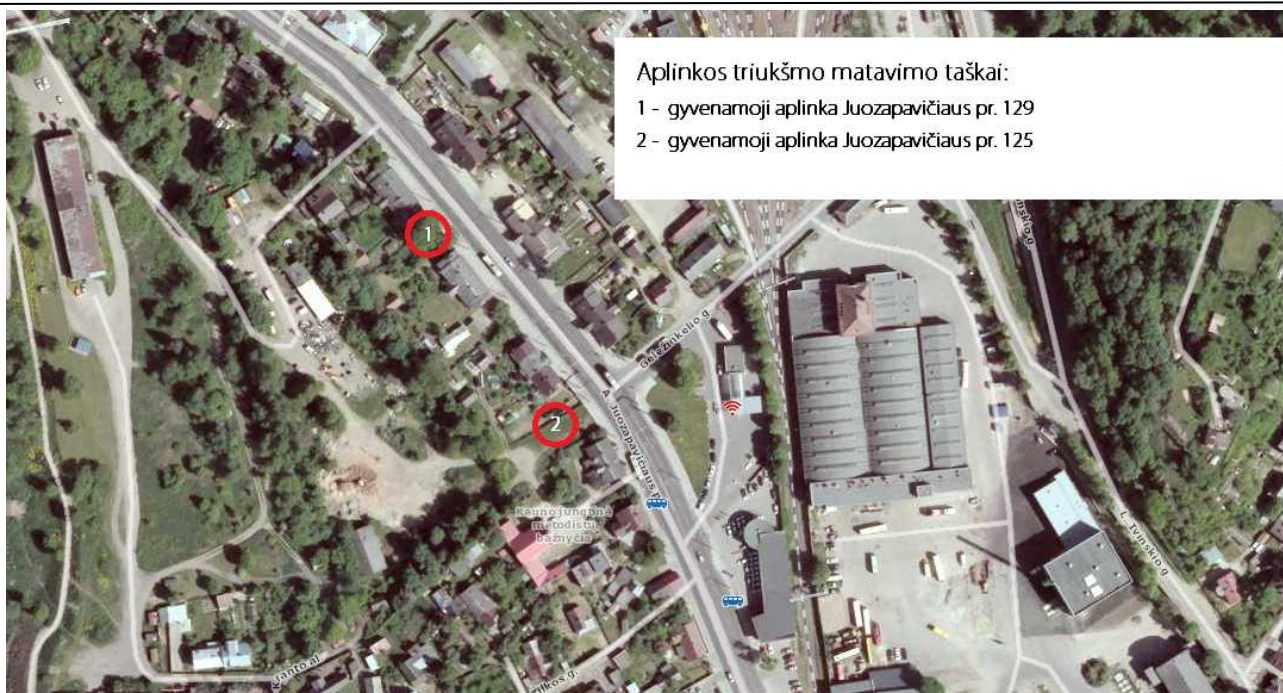 Aplinkos triukšmo matavimo taškai:
1 - gyvenamoji aplinka Juozapavičiaus pr. 129
2 - gyvenamoji aplinka Juozapavičiaus pr. 125
1
Geležinkelio g.
2
A. Juozapavičiaus
Kauno jungtinė
metodistų
bažnyčia
L. Ivinskio g.